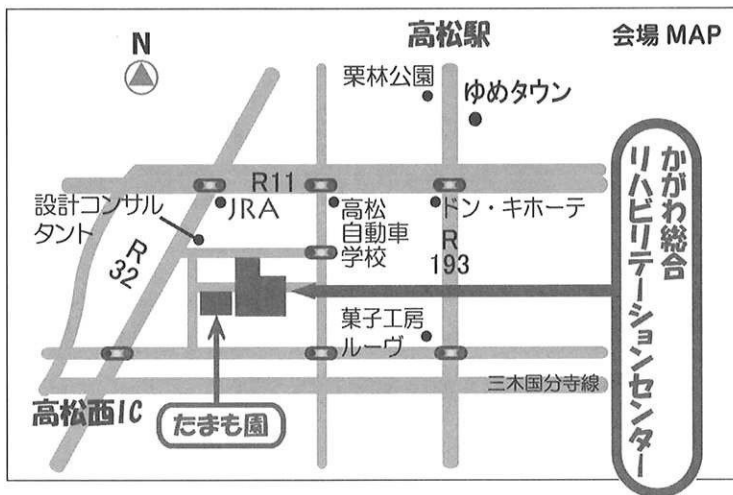 高松駅
会場 MAP
N
栗林公園
ゆめタウン
R11
設計コンサル
タント
JRA
高松
自動車
学校
ドン・キホーテ
R
32
R
193
かがわ総合
リハビリテーションセンター
菓子工房
ルーヴ
三木国分寺線
高松西IC
たまも園